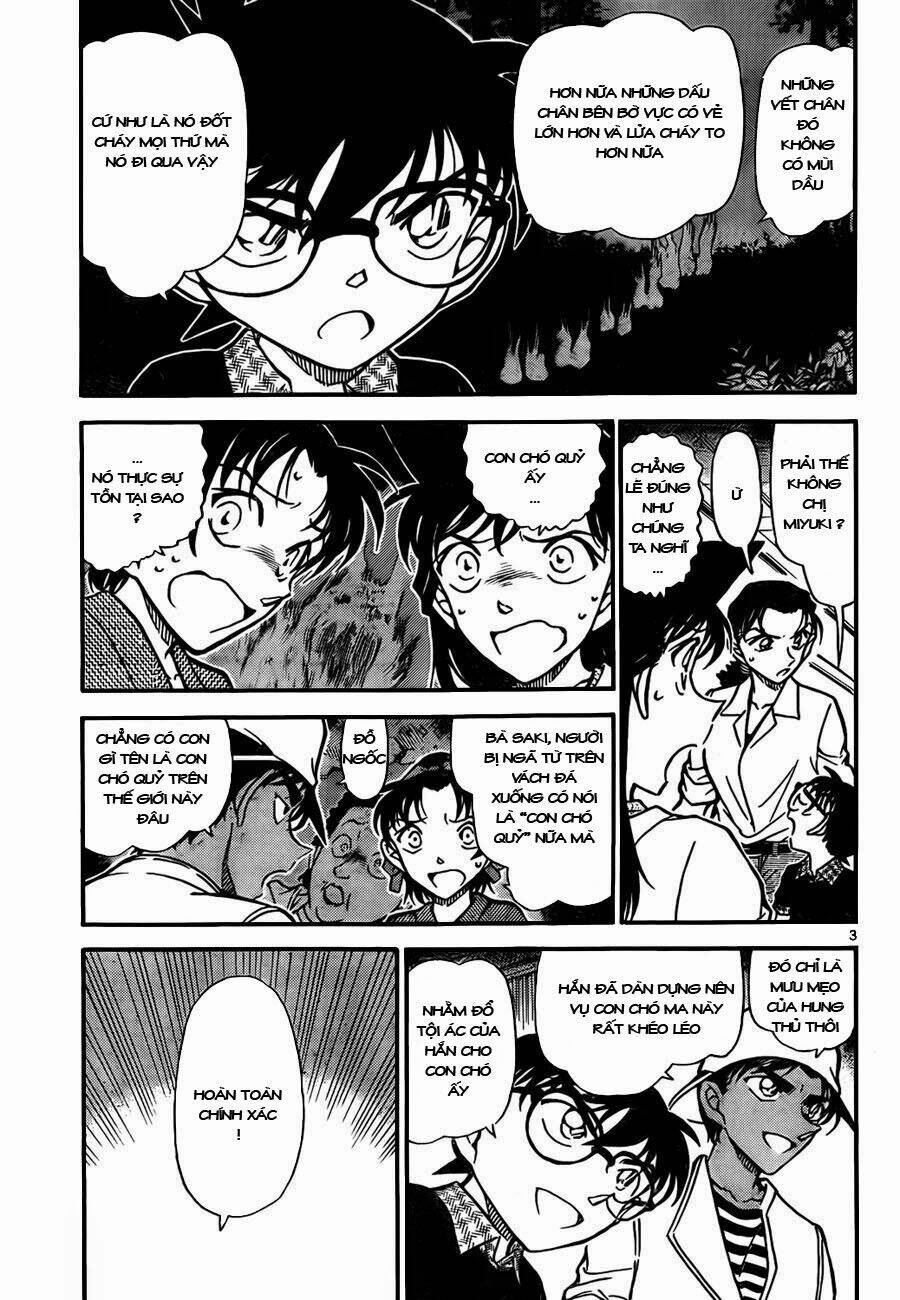 NHỮNG
VẾT CHÂN
ĐÓ
KHÔNG
CÓ MÙI
DẦU
HƠN NỮA NHỮNG DẤU
CHÂN BÊN BỜ VỰC CÓ VẺ
LỚN HƠN VÀ LỬA CHÁY TO
HƠN NỮA
CỨ NHƯ LÀ NÓ ĐỐT
CHÁY MỌI THỨ MÀ
NÓ ĐI QUA VẬY
PHẢI THẾ
KHÔNG
CHỊ
MIYUKI ?
Ừ
CHẲNG
LẼ ĐÚNG
NHƯ
CHÚNG
TA NGHĨ
...
CON CHÓ QUỶ
ẤY
...
...
NÓ THỰC SỰ
TỒN TẠI SAO
?
BÀ SAKI, NGƯỜI
BỊ NGÃ TỪ TRÊN
VÁCH ĐÁ
XUỐNG CÓ NÓI
LÀ "CON CHÓ
QUỶ" NỮA MÀ
ĐỒ
NGỐC
CHẲNG CÓ CON
GÌ TÊN LÀ CON
CHÓ QUỶ TRÊN
THẾ GIỚI NÀY
ĐÂU
3
ĐÓ CHỈ LÀ
MƯU MẸO
CỦA HUNG
THỦ THÔI
HẮN ĐÃ DÀN DỰNG NÊN
VỤ CON CHÓ MA NÀY
RẤT KHÉO LÉO
NHẰM ĐỔ
TỘI ÁC CỦA
HẮN CHO
CON CHÓ
ẤY
HOÀN TOÀN
CHÍNH XÁC
!